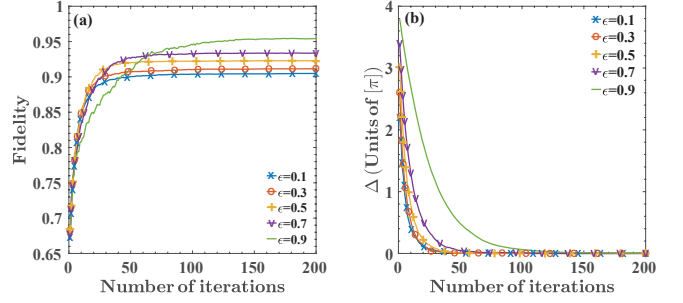 (a)
Fidelity
0.95
0.9
0.85
0.8
0.75
0.7
0.65
0
50
100
150
200
Number of iterations
ϵ=0.1
ϵ=0.3
ϵ=0.5
ϵ=0.7
ϵ=0.9
1
(b)
Δ (Units of [π])
4
3
2
1
0
0
50
100
150
200
Number of iterations
ϵ=0.1
ϵ=0.3
ϵ=0.5
ϵ=0.7
ϵ=0.9